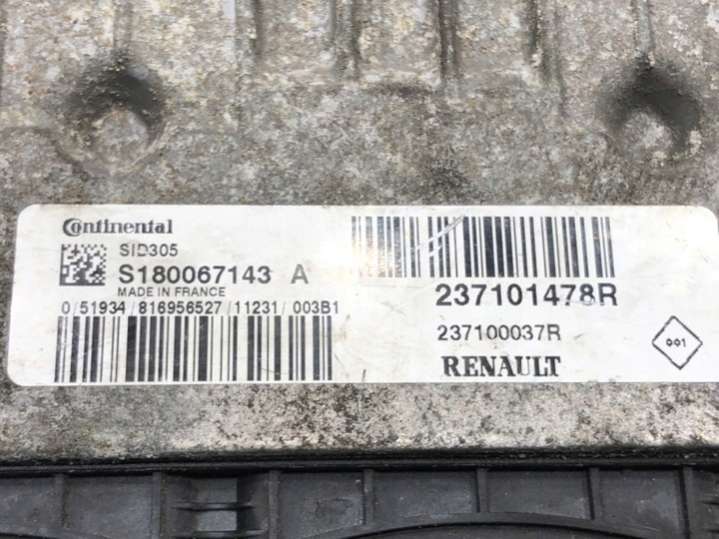 Continental
SID305
S180067143 A
MADE IN FRANCE
0/51934/816956527/11231/003B1
237101478R
237100037R
RENAULT
001